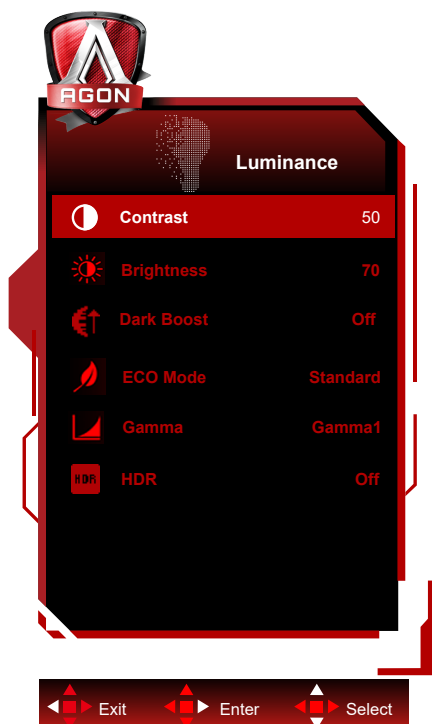 AGON
Luminance
Contrast 50
Brightness 70
Dark Boost Off
ECO Mode Standard
Gamma Gamma1
HDR HDR Off
Exit Enter Select